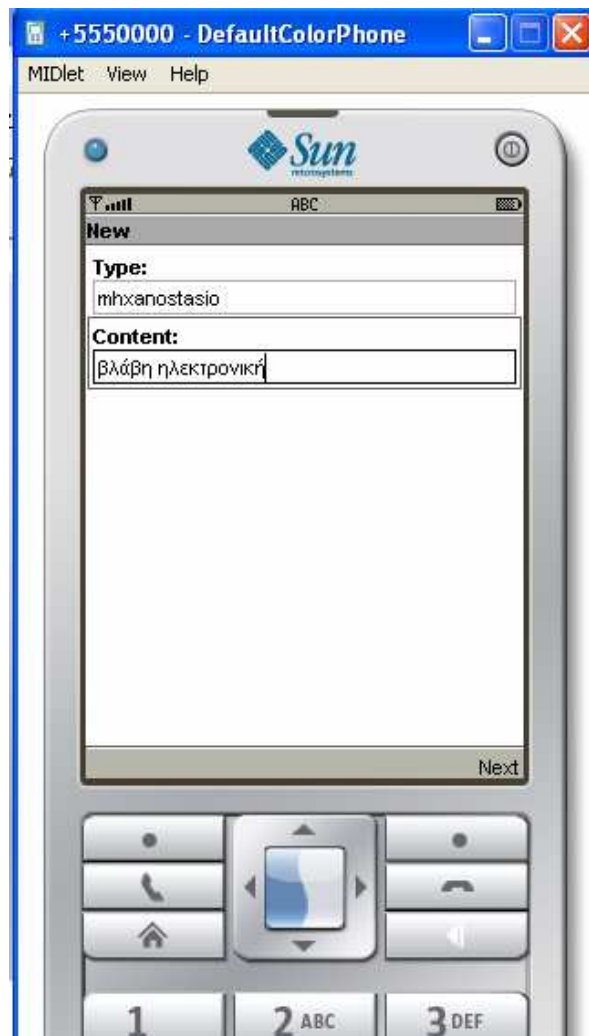 +5550000 - DefaultColorPhone
MIDlet View Help
Sun
microsystems
ABC
New
Type:
mhxanostasio
Content:
βλάβη ηλεκτρονική
Next
1 2 ABC 3 DEF